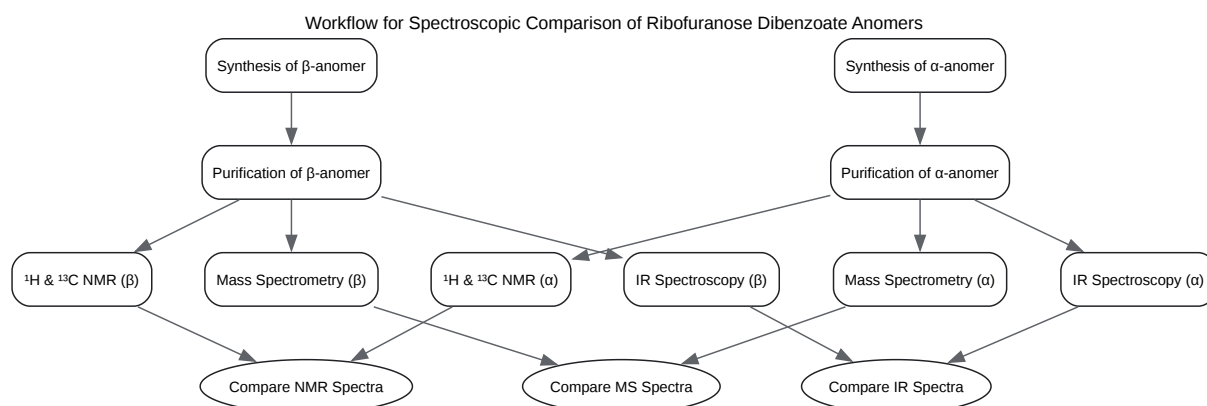 Workflow for Spectroscopic Comparison of Ribofuranose Dibenzoate Anomers
Synthesis of β-anomer
Synthesis of α-anomer
Purification of β-anomer
Purification of α-anomer
¹H & ¹³C NMR (β)
Mass Spectrometry (β)
¹H & ¹³C NMR (α)
IR Spectroscopy (β)
Mass Spectrometry (α)
IR Spectroscopy (α)
Compare NMR Spectra
Compare MS Spectra
Compare IR Spectra